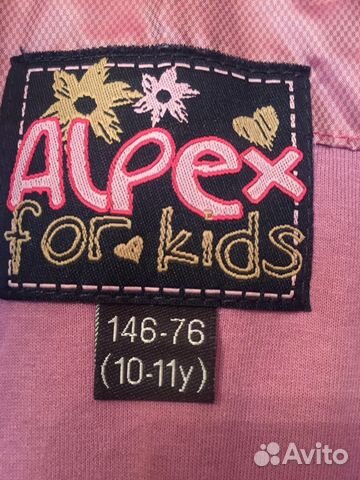 Alpex
for kids
146-76
(10-11y)
Avito